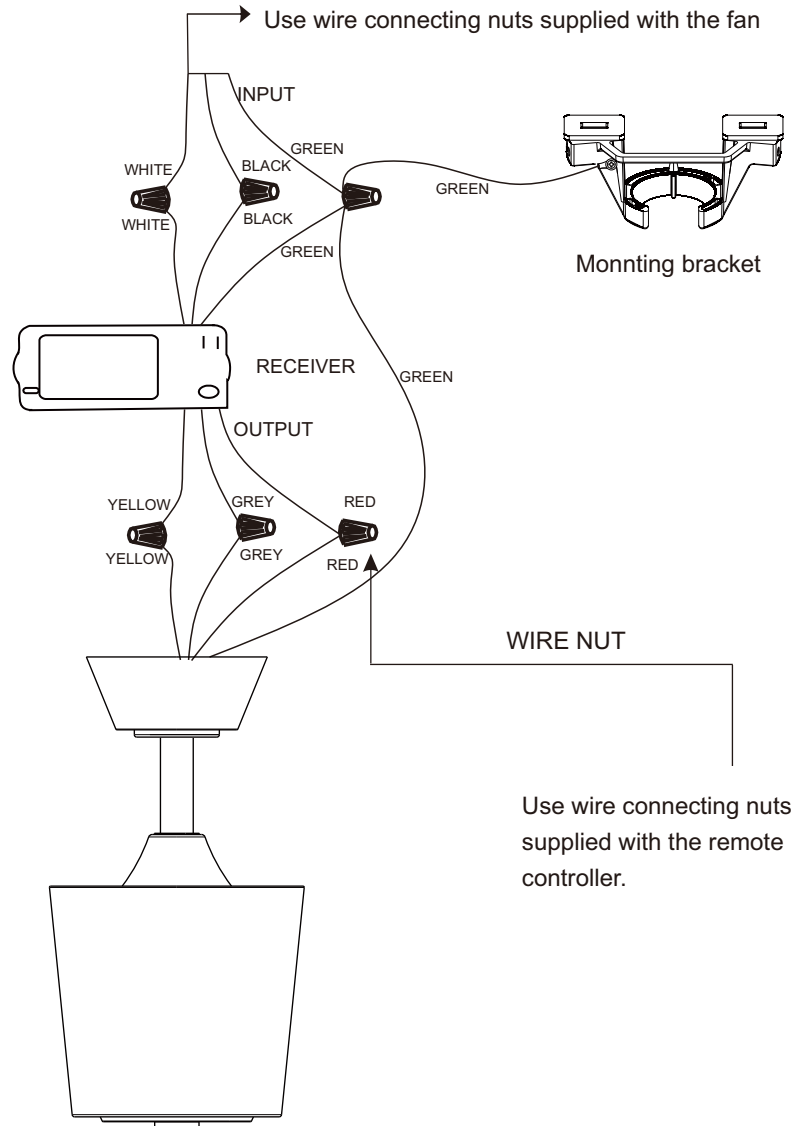 Use wire connecting nuts supplied with the fan
INPUT
GREEN
WHITE
BLACK
GREEN
WHITE
BLACK
GREEN
Monnting bracket
RECEIVER
GREEN
OUTPUT
YELLOW
GREY
RED
YELLOW
GREY
RED
WIRE NUT
Use wire connecting nuts
supplied with the remote
controller.